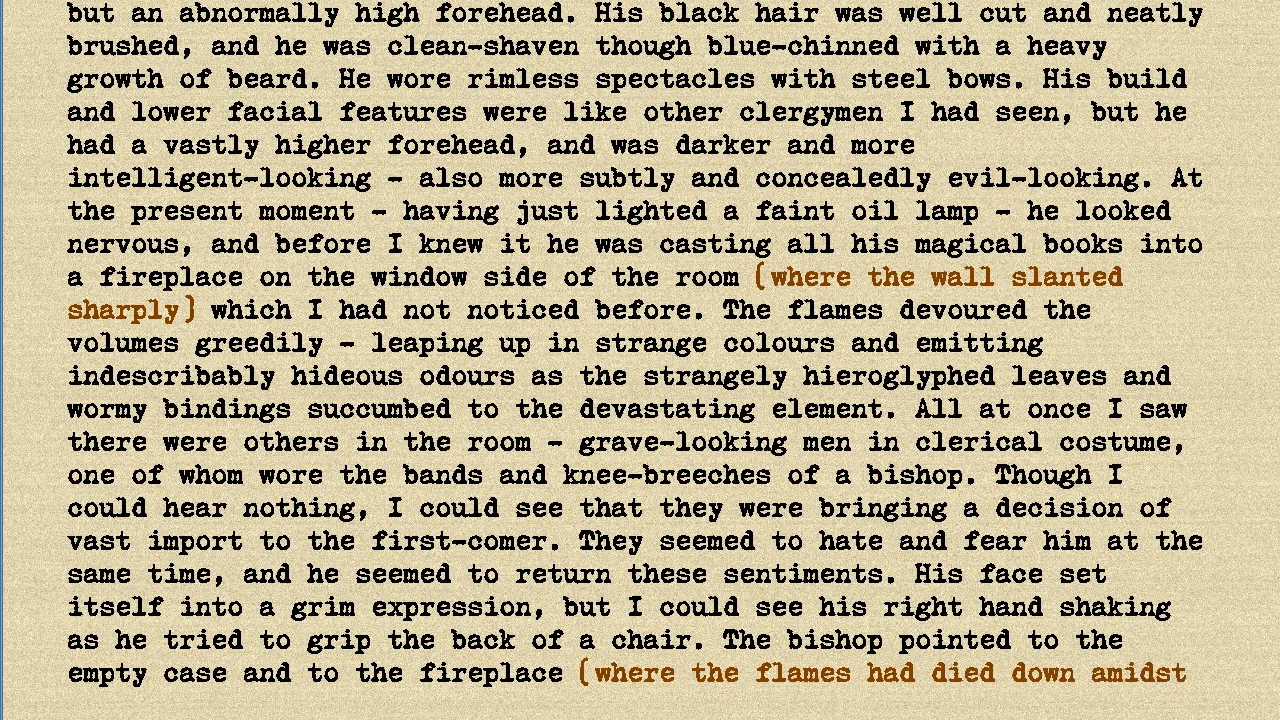 but an abnormally high forehead. His black hair was well cut and neatly
brushed, and he was clean-shaven though blue-chinned with a heavy
growth of beard. He wore rimless spectacles with steel bows. His build
and lower facial features were like other clergymen I had seen, but he
had a vastly higher forehead, and was darker and more
intelligent-looking - also more subtly and concealedly evil-looking. At
the present moment - having just lighted a faint oil lamp - he looked
nervous, and before I knew it he was casting all his magical books into
a fireplace on the window side of the room (where the wall slanted
sharply) which I had not noticed before. The flames devoured the
volumes greedily - leaping up in strange colours and emitting
indescribably hideous odours as the strangely hieroglyphed leaves and
wormy bindings succumbed to the devastating element. All at once I saw
there were others in the room - grave-looking men in clerical costume,
one of whom wore the bands and knee-breeches of a bishop. Though I
could hear nothing, I could see that they were bringing a decision of
vast import to the first-comer. They seemed to hate and fear him at the
same time, and he seemed to return these sentiments. His face set
itself into a grim expression, but I could see his right hand shaking
as he tried to grip the back of a chair. The bishop pointed to the
empty case and to the fireplace (where the flames had died down amidst